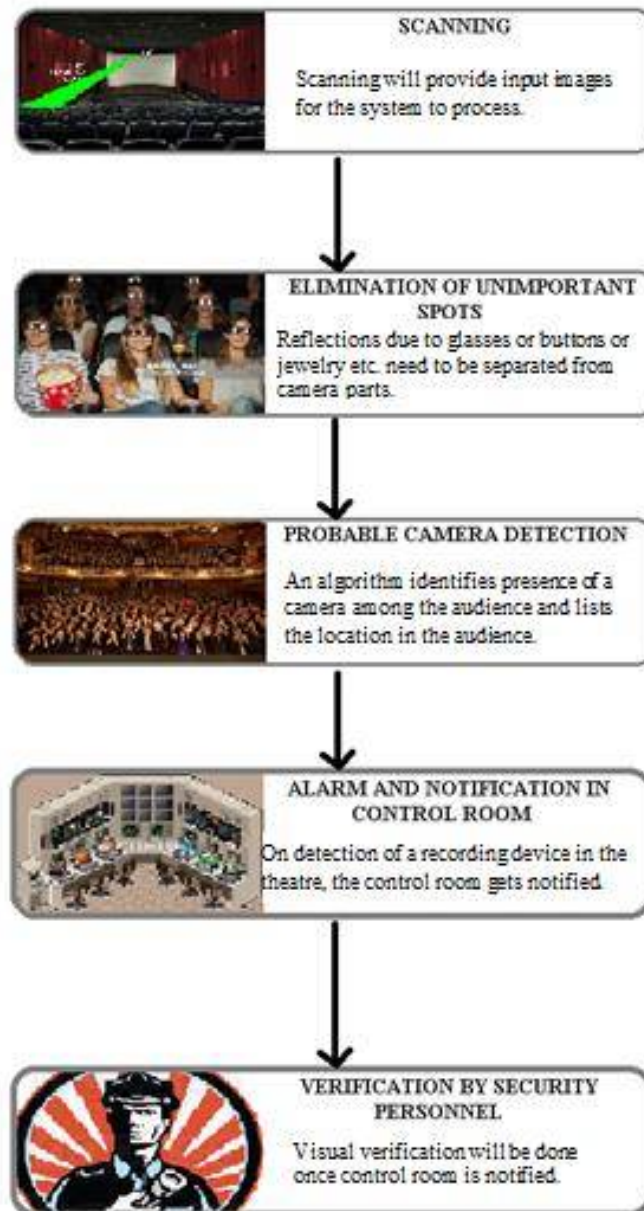 SCANNING
Scanning will provide input images
for the system to process.
ELIMINATION OF UNIMPORTANT
SPOTS
Reflections due to glasses or buttons or
jewelry etc. need to be separated from
camera parts.
PROBABLE CAMERA DETECTION
An algorithm identifies presence of a
camera among the audience and lists
the location in the audience.
ALARM AND NOTIFICATION IN
CONTROL ROOM
On detection of a recording device in the
theatre, the control room gets notified.
VERIFICATION BY SECURITY
PERSONNEL
Visual verification will be done
once control room is notified.